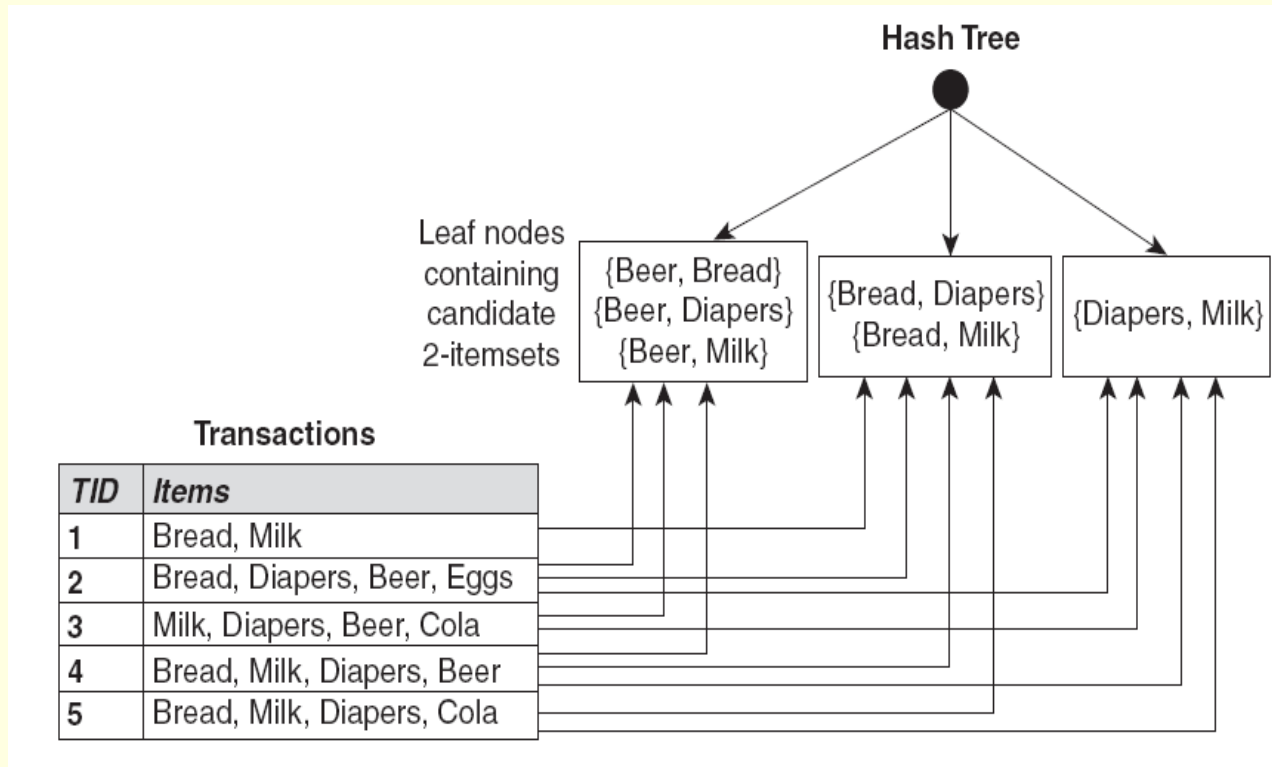 Hash Tree
Leaf nodes
containing
candidate
2-itemsets
{Beer, Bread}
{Beer, Diapers}
{Beer, Milk}
{Bread, Diapers}
{Bread, Milk}
{Diapers, Milk}
Transactions
TID Items
1 Bread, Milk
2 Bread, Diapers, Beer, Eggs
3 Milk, Diapers, Beer, Cola
4 Bread, Milk, Diapers, Beer
5 Bread, Milk, Diapers, Cola